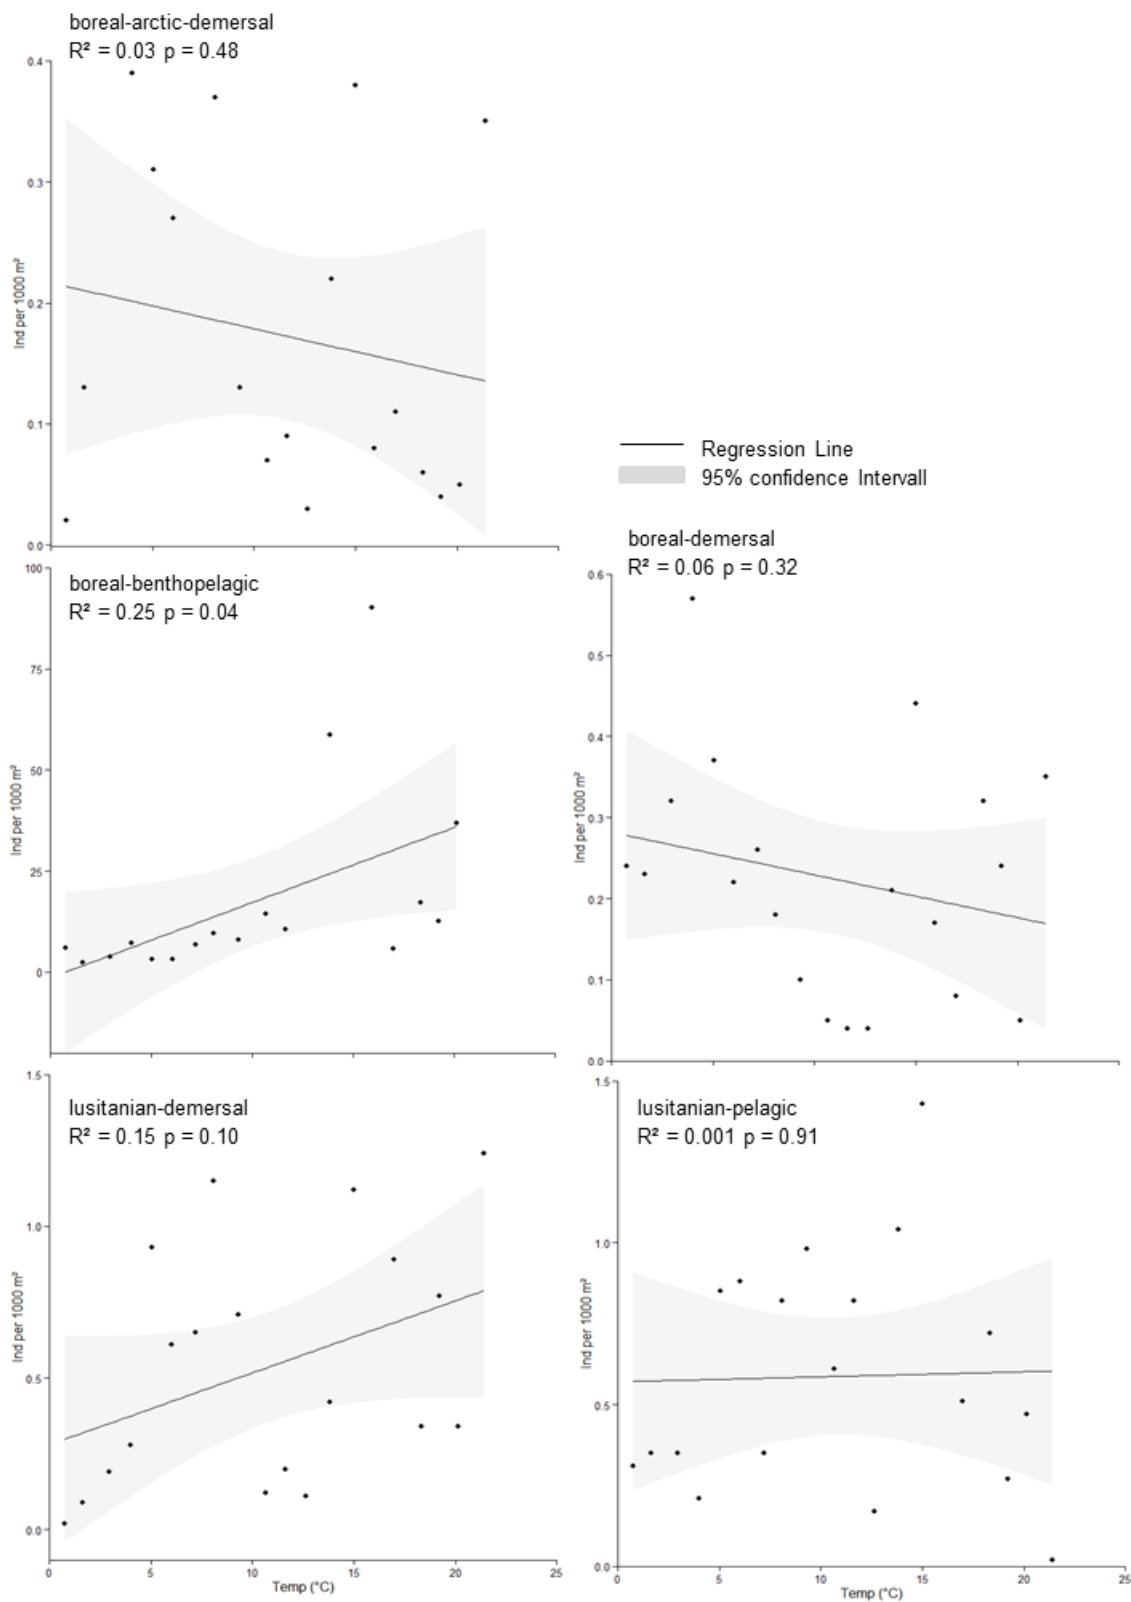 boreal-arctic-demersal
R² = 0.03 p = 0.48
0.4
0.3
0.2
0.1
0.0
Ind per 1000 m²
Regression Line
95% confidence Intervall
boreal-benthopelagic
R² = 0.25 p = 0.04
100
75
50
25
0
Ind per 1000 m²
boreal-demersal
R² = 0.06 p = 0.32
0.6
0.5
0.4
0.3
0.2
0.1
0.0
Ind per 1000 m²
lusitanian-demersal
R² = 0.15 p = 0.10
1.5
1.0
0.5
0.0
Ind per 1000 m²
0 5 10 15 20 25
Temp (°C)
lusitanian-pelagic
R² = 0.001 p = 0.91
1.5
1.0
0.5
0.0
Ind per 1000 m²
0 5 10 15 20 25
Temp (°C)